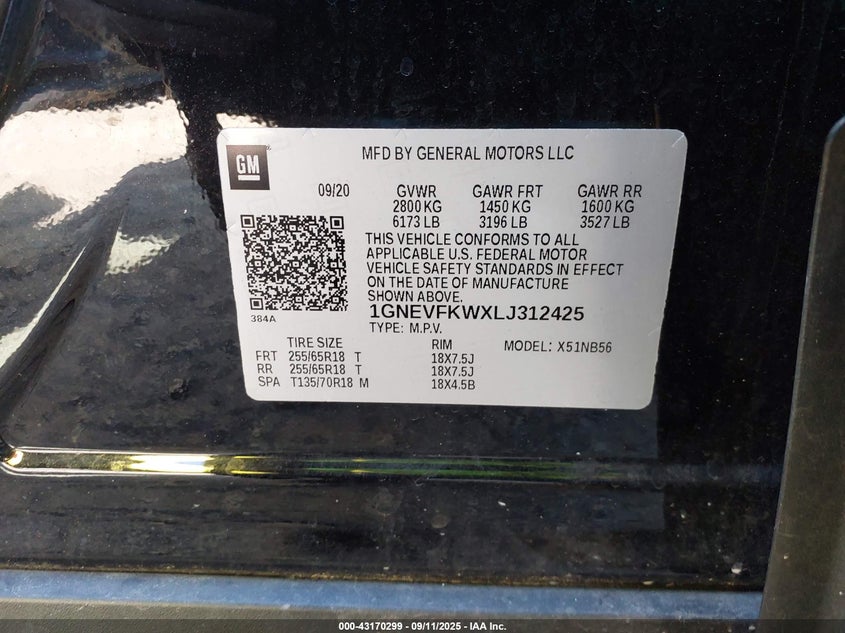 GM
MFD BY GENERAL MOTORS LLC
09/20 GVWR GAWR FRT GAWR RR
2800 KG 1450 KG 1600 KG
6173 LB 3196 LB 3527 LB
THIS VEHICLE CONFORMS TO ALL
APPLICABLE U.S. FEDERAL MOTOR
VEHICLE SAFETY STANDARDS IN EFFECT
ON THE DATE OF MANUFACTURE
SHOWN ABOVE.
384A
1GNEVFKWXLJ312425
TYPE: M.P.V.
TIRE SIZE RIM MODEL: X51NB56
FRT 255/65R18 T 18X7.5J
RR 255/65R18 T 18X7.5J
SPA T135/70R18 M 18X4.5B
000-43170299 - 09/11/2025 - IAA Inc.